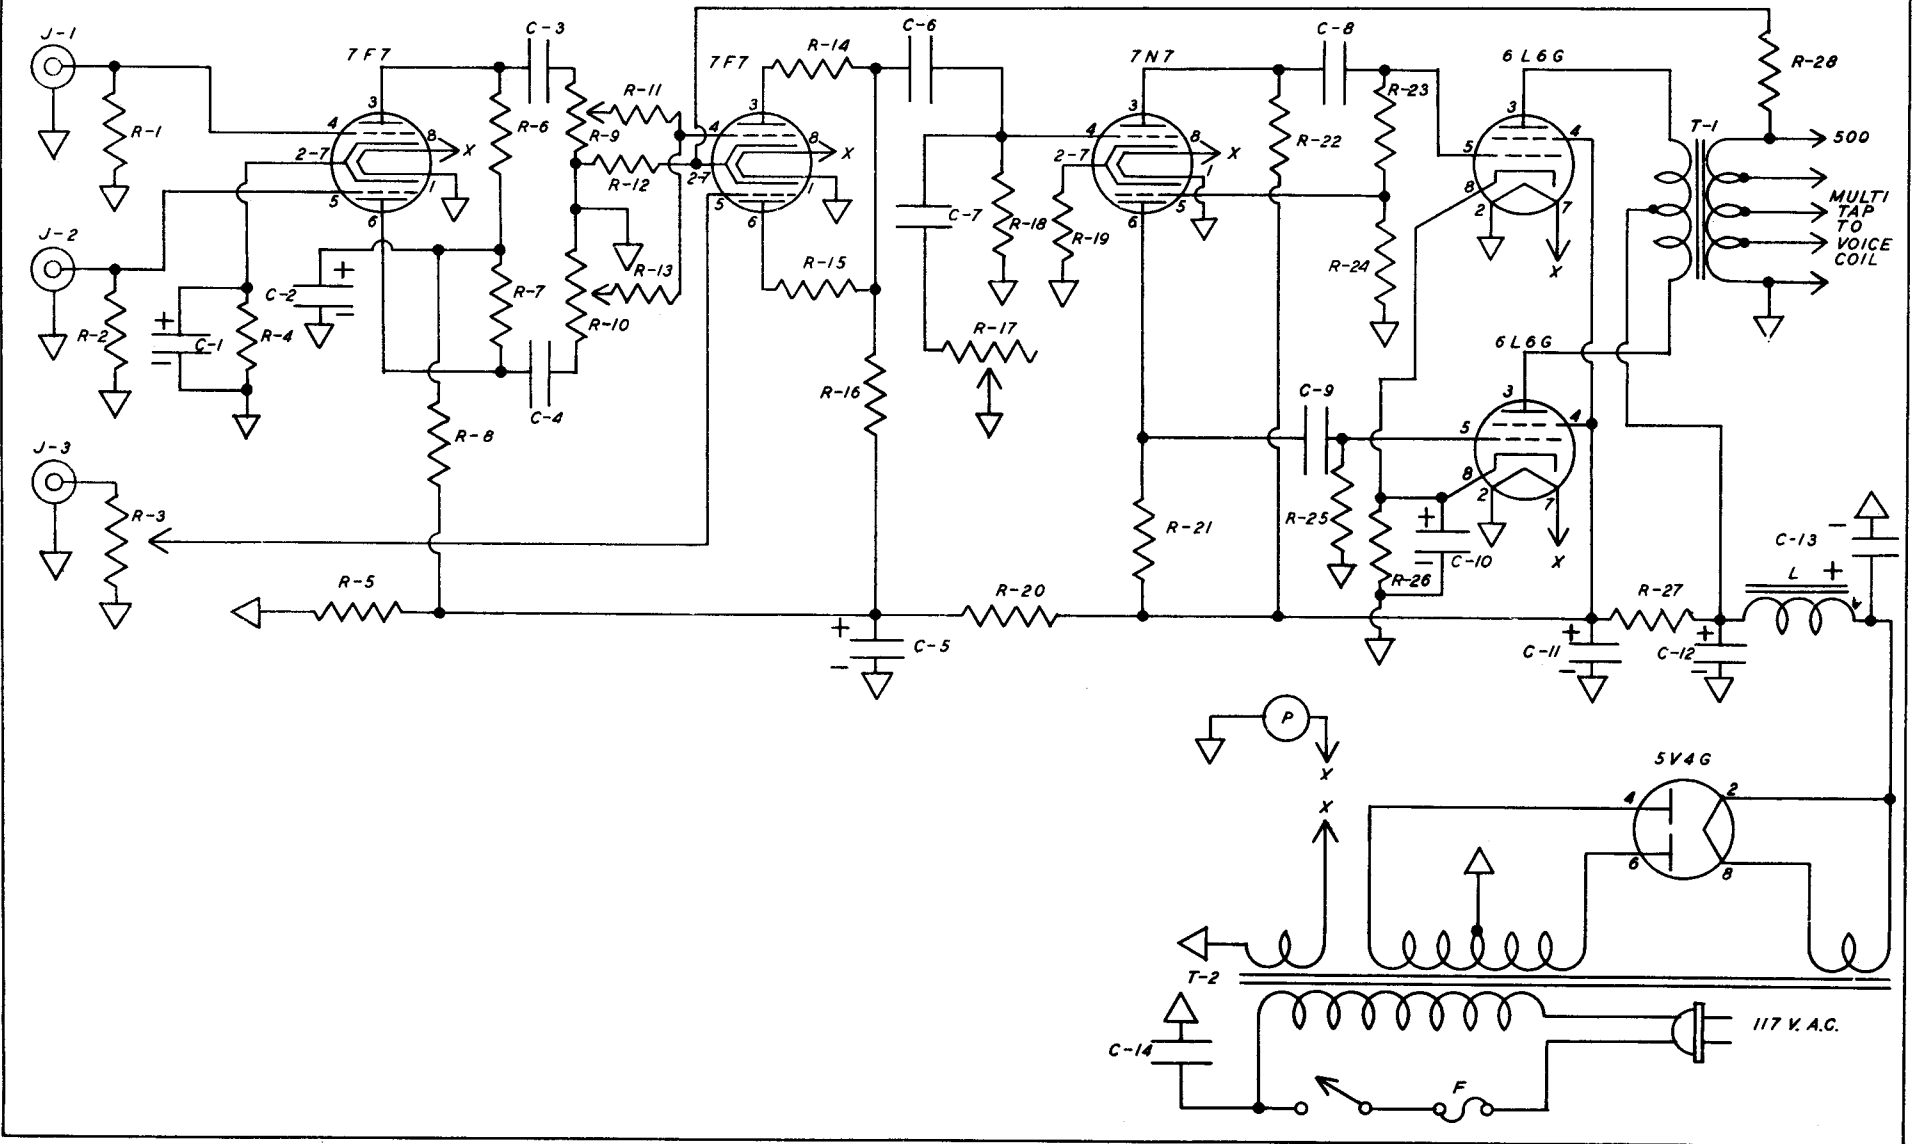 J-1
R-1
J-2
R-2
C-1
R-4
J-3
R-3
R-5
7F7
3
4
8
X
2-7
1
5
6
C-2
+
−
+
−
R-8
C-3
R-6
R-7
C-4
R-9
R-10
R-11
R-12
R-13
7F7
3
4
8
X
2-7
1
5
6
R-14
R-15
R-16
C-5
+
−
C-6
C-7
R-17
R-18
R-19
R-20
7N7
3
4
8
X
2-7
1
5
6
R-21
R-22
C-8
R-23
R-24
C-9
R-25
R-26
C-10
+
−
6L6G
3
4
5
8
2
7
X
6L6G
3
4
5
8
2
7
X
T-1
R-28
500
MULTI
TAP
TO
VOICE
COIL
C-11
+
−
R-27
C-12
+
−
L
C-13
−
+
P
X
X
5V4G
4
2
6
8
T-2
C-14
F
117 V. A.C.